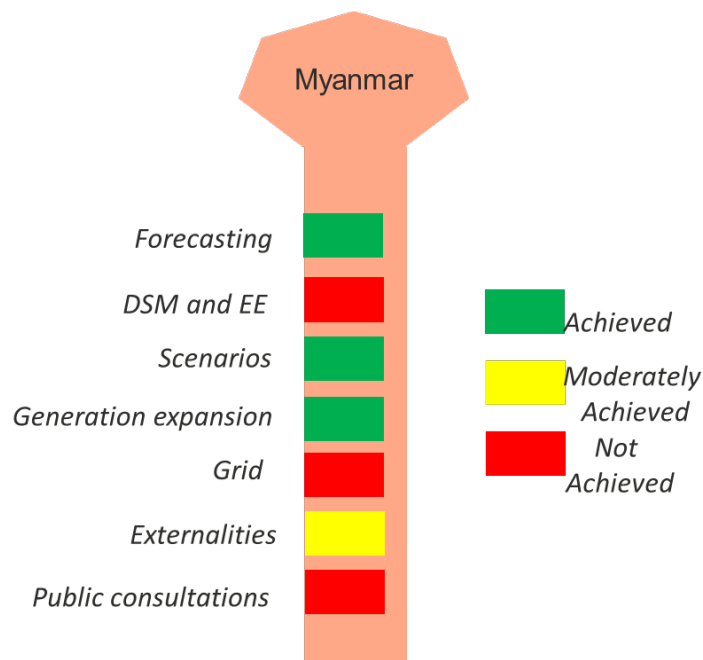 Myanmar
Forecasting
DSM and EE
Scenarios
Generation expansion
Grid
Externalities
Public consultations
Achieved
Moderately
Achieved
Not
Achieved